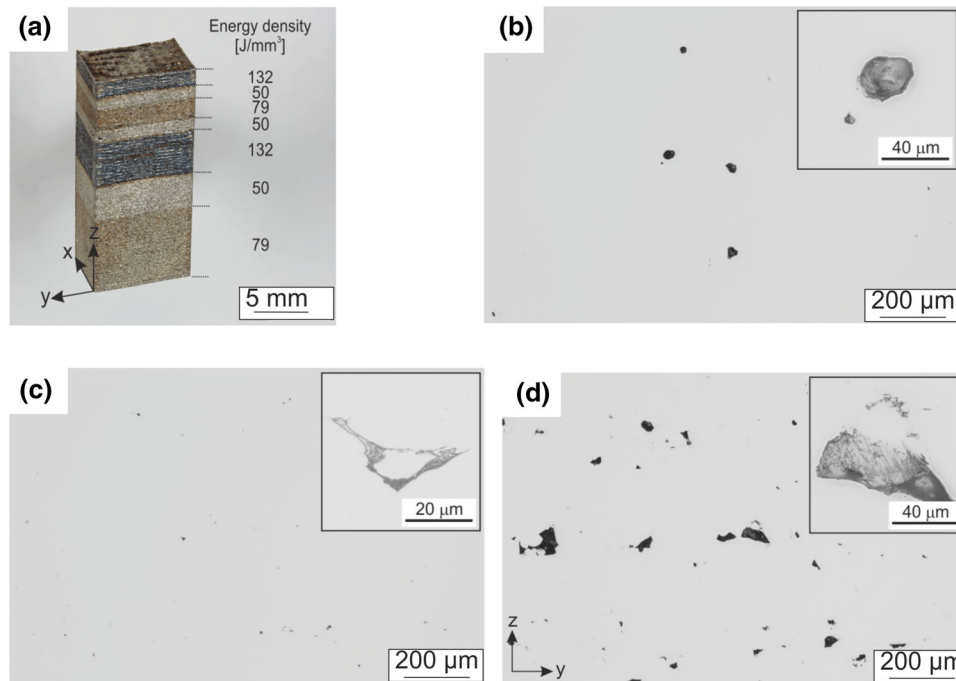 (a)
Energy density
[J/mm³]
132
50
79
50
132
50
79
z
x
y
5 mm
(b)
40 μm
200 μm
(c)
20 μm
200 μm
(d)
40 μm
z
y
200 μm